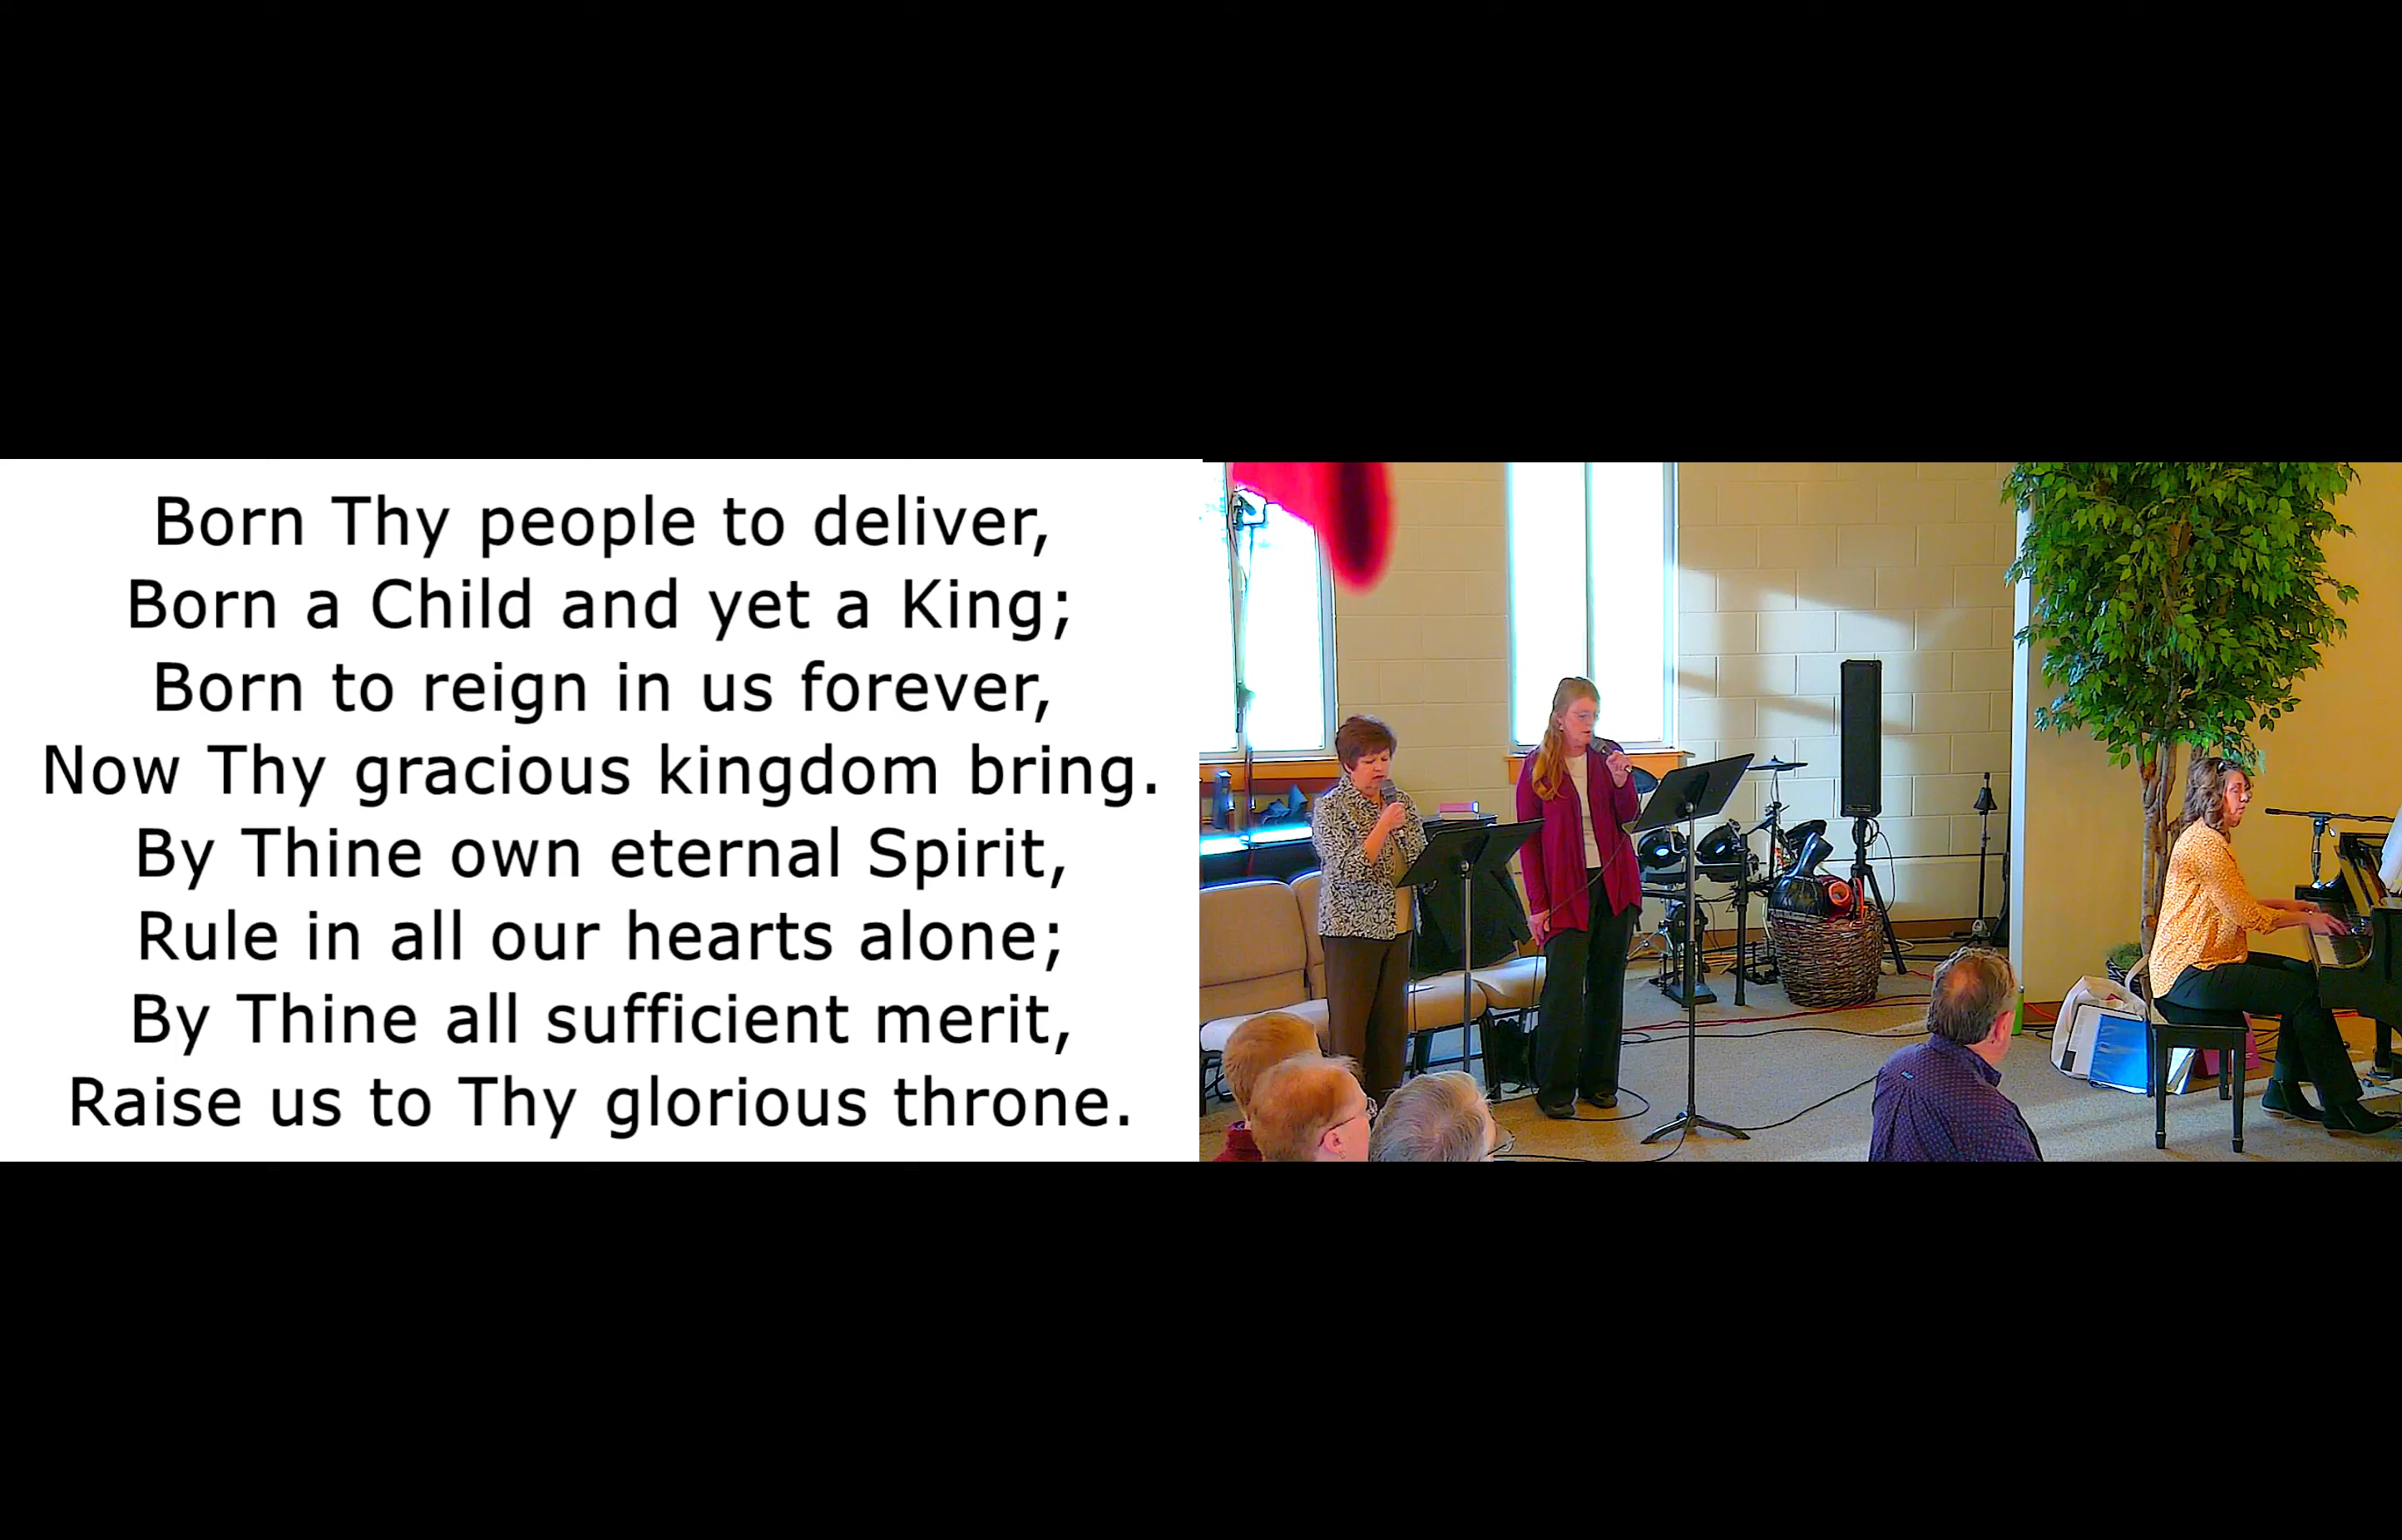 Born Thy people to deliver,
Born a Child and yet a King;
Born to reign in us forever,
Now Thy gracious kingdom bring.
By Thine own eternal Spirit,
Rule in all our hearts alone;
By Thine all sufficient merit,
Raise us to Thy glorious throne.